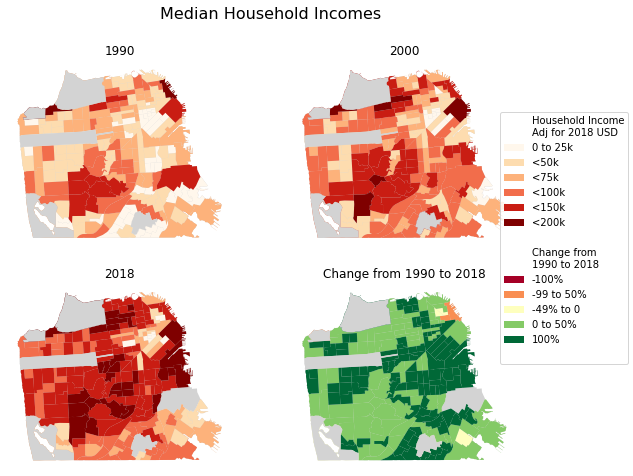 Median Household Incomes
1990
2000
Household Income
Adj for 2018 USD
0 to 25k
<50k
<75k
<100k
<150k
<200k
Change from
1990 to 2018
-100%
-99 to 50%
-49% to 0
0 to 50%
100%
2018
Change from 1990 to 2018